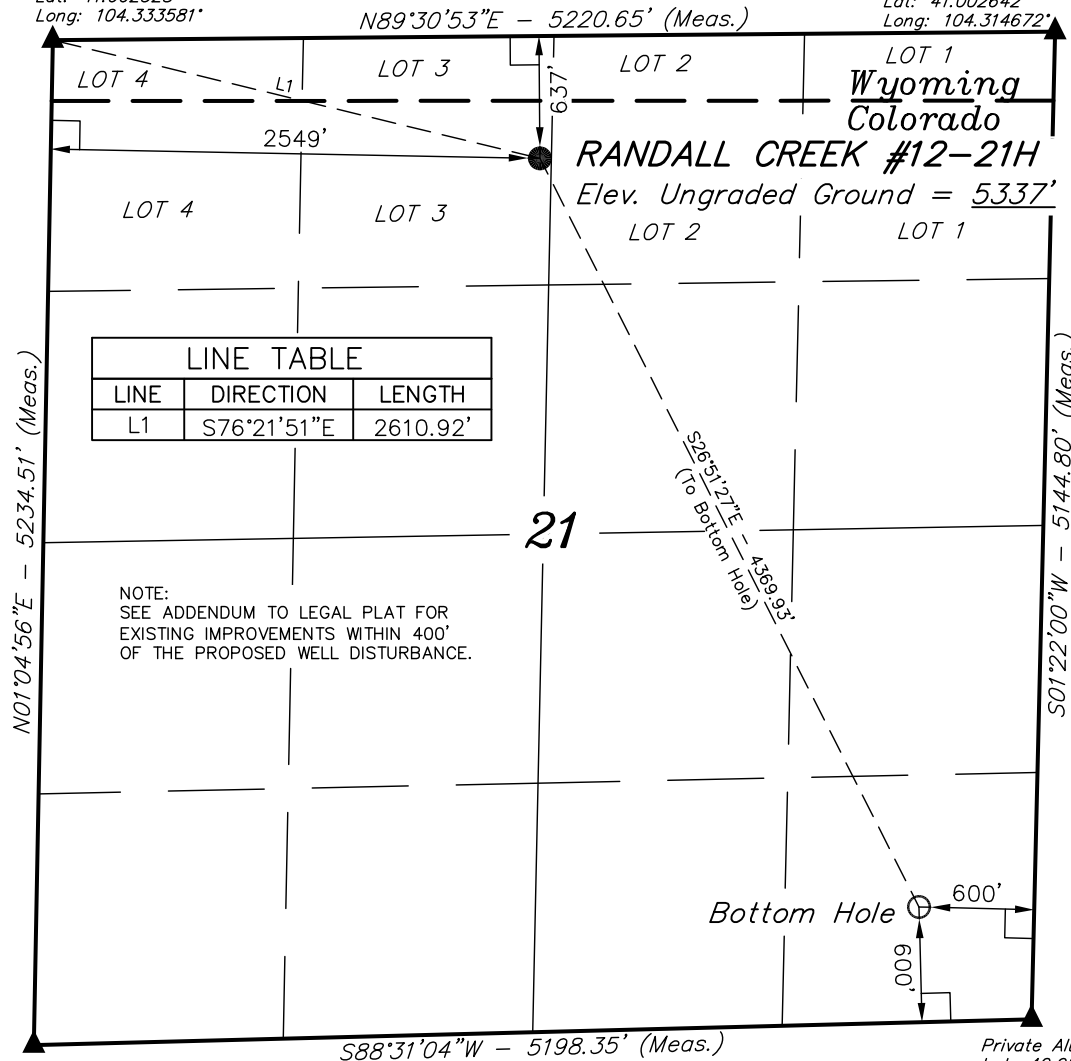 Long: 104.333581°
N89°30'53"E - 5220.65' (Meas.)
Lat: 41.002642°
Long: 104.314672°
LOT 4
L1
LOT 3
637'
LOT 2
LOT 1
Wyoming
Colorado
2549'
RANDALL CREEK #12-21H
Elev. Ungraded Ground = 5337'
LOT 4
LOT 3
LOT 2
LOT 1
LINE TABLE
LINE DIRECTION LENGTH
L1 S76°21'51"E 2610.92'
N01°04'56"E - 5234.51' (Meas.)
S26°51'27"E - 4369.93'
(To Bottom Hole)
S01°22'00"W - 5144.80' (Meas.)
21
NOTE:
SEE ADDENDUM TO LEGAL PLAT FOR
EXISTING IMPROVEMENTS WITHIN 400'
OF THE PROPOSED WELL DISTURBANCE.
Bottom Hole
600'
600'
S88°31'04"W - 5198.35' (Meas.)
Private Al